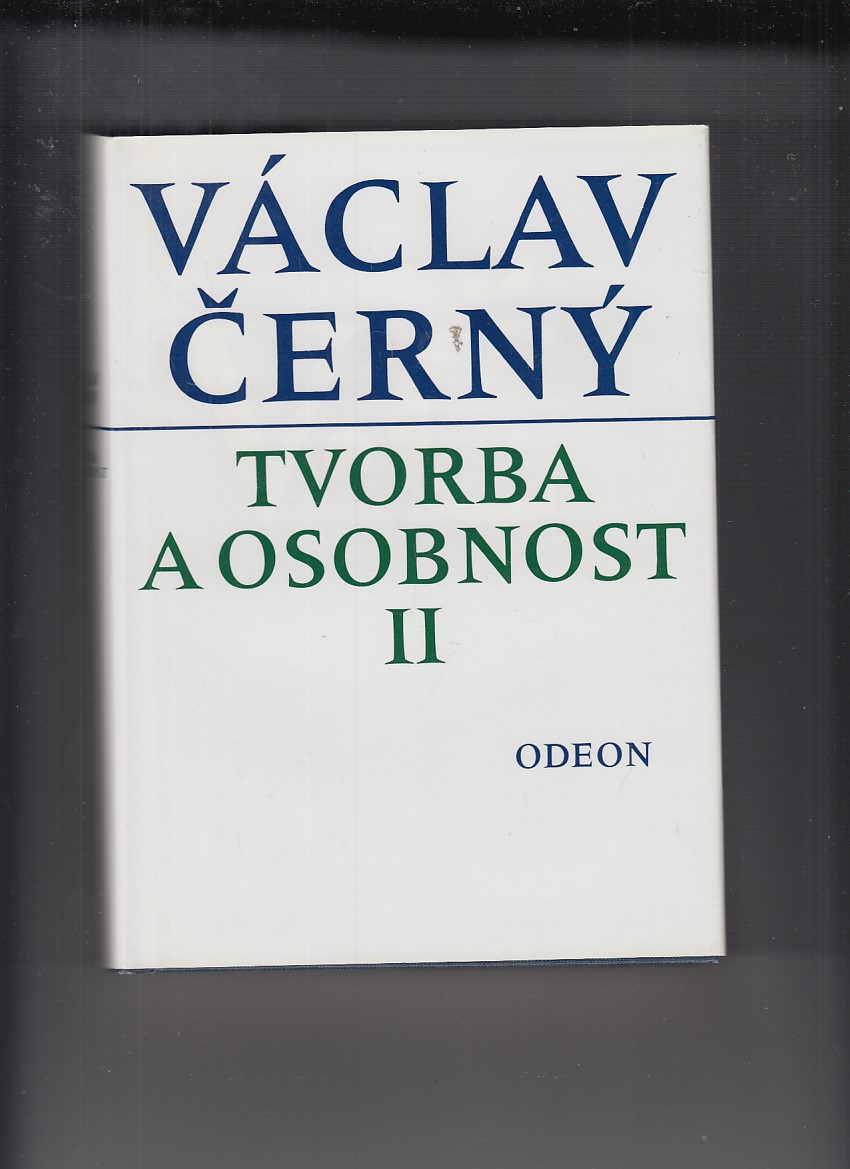 VÁCLAV
ČERNÝ
TVORBA
A OSOBNOST
II
ODEON